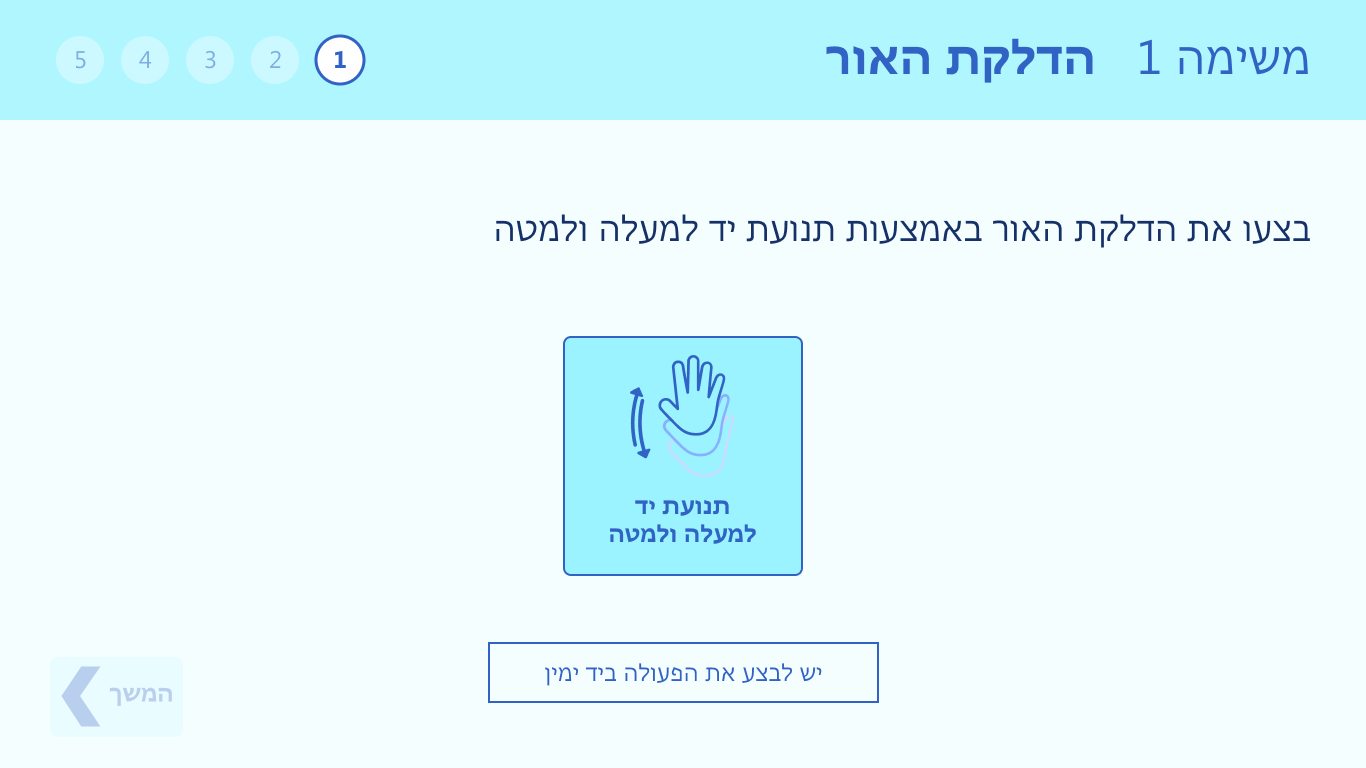 משימה 1 הדלקת האור
1 2 3 4 5
בצעו את הדלקת האור באמצעות תנועת יד למעלה ולמטה
תנועת יד
למעלה ולמטה
יש לבצע את הפעולה ביד ימין
המשך